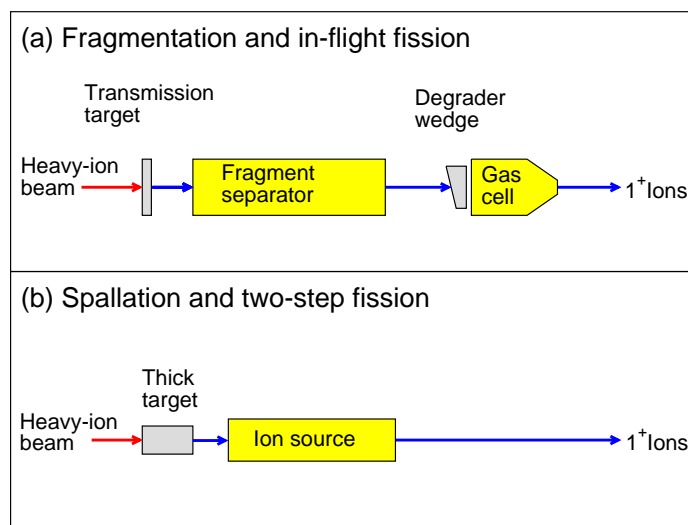 (a) Fragmentation and in-flight fission
Transmission
target
Degrader
wedge
Heavy-ion
beam
Fragment
separator
Gas
cell
1⁺Ions
(b) Spallation and two-step fission
Thick
target
Heavy-ion
beam
Ion source
1⁺Ions